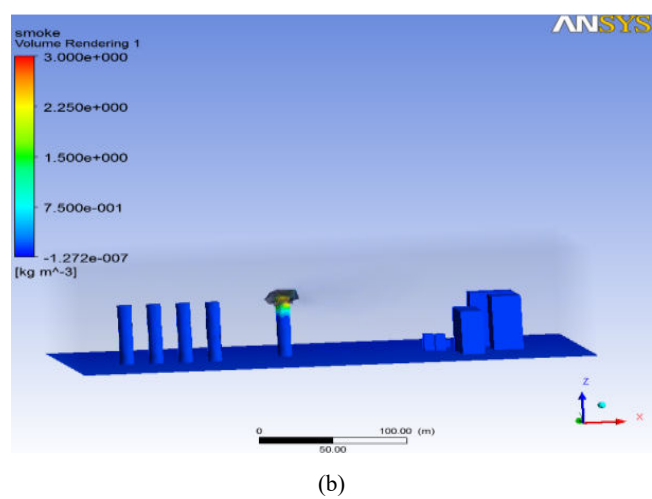 ANSYS
smoke
Volume Rendering 1
3.000e+000
2.250e+000
1.500e+000
7.500e-001
-1.272e-007
[kg m^-3]
Z
X
0 100.00 (m)
50.00
(b)